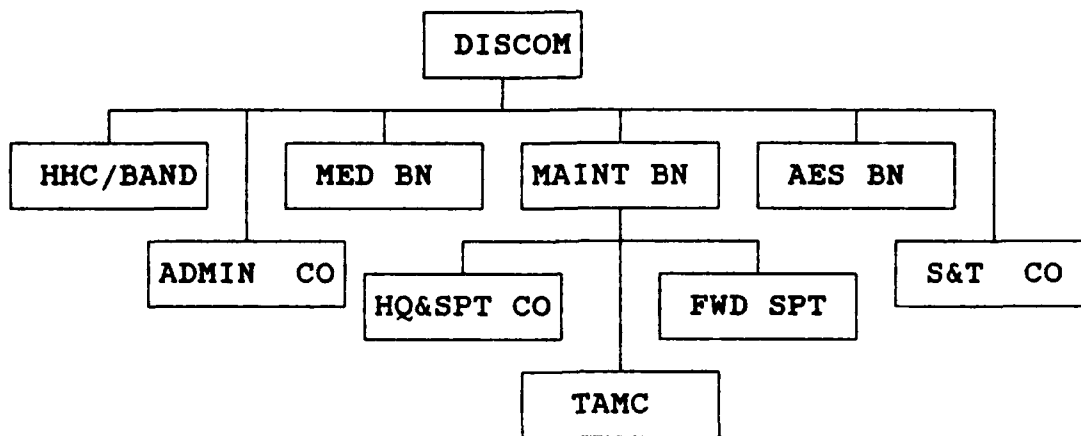 DISCOM
HHC/BAND
MED BN
MAINT BN
AES BN
ADMIN CO
HQ&SPT CO
FWD SPT
S&T CO
TAMC